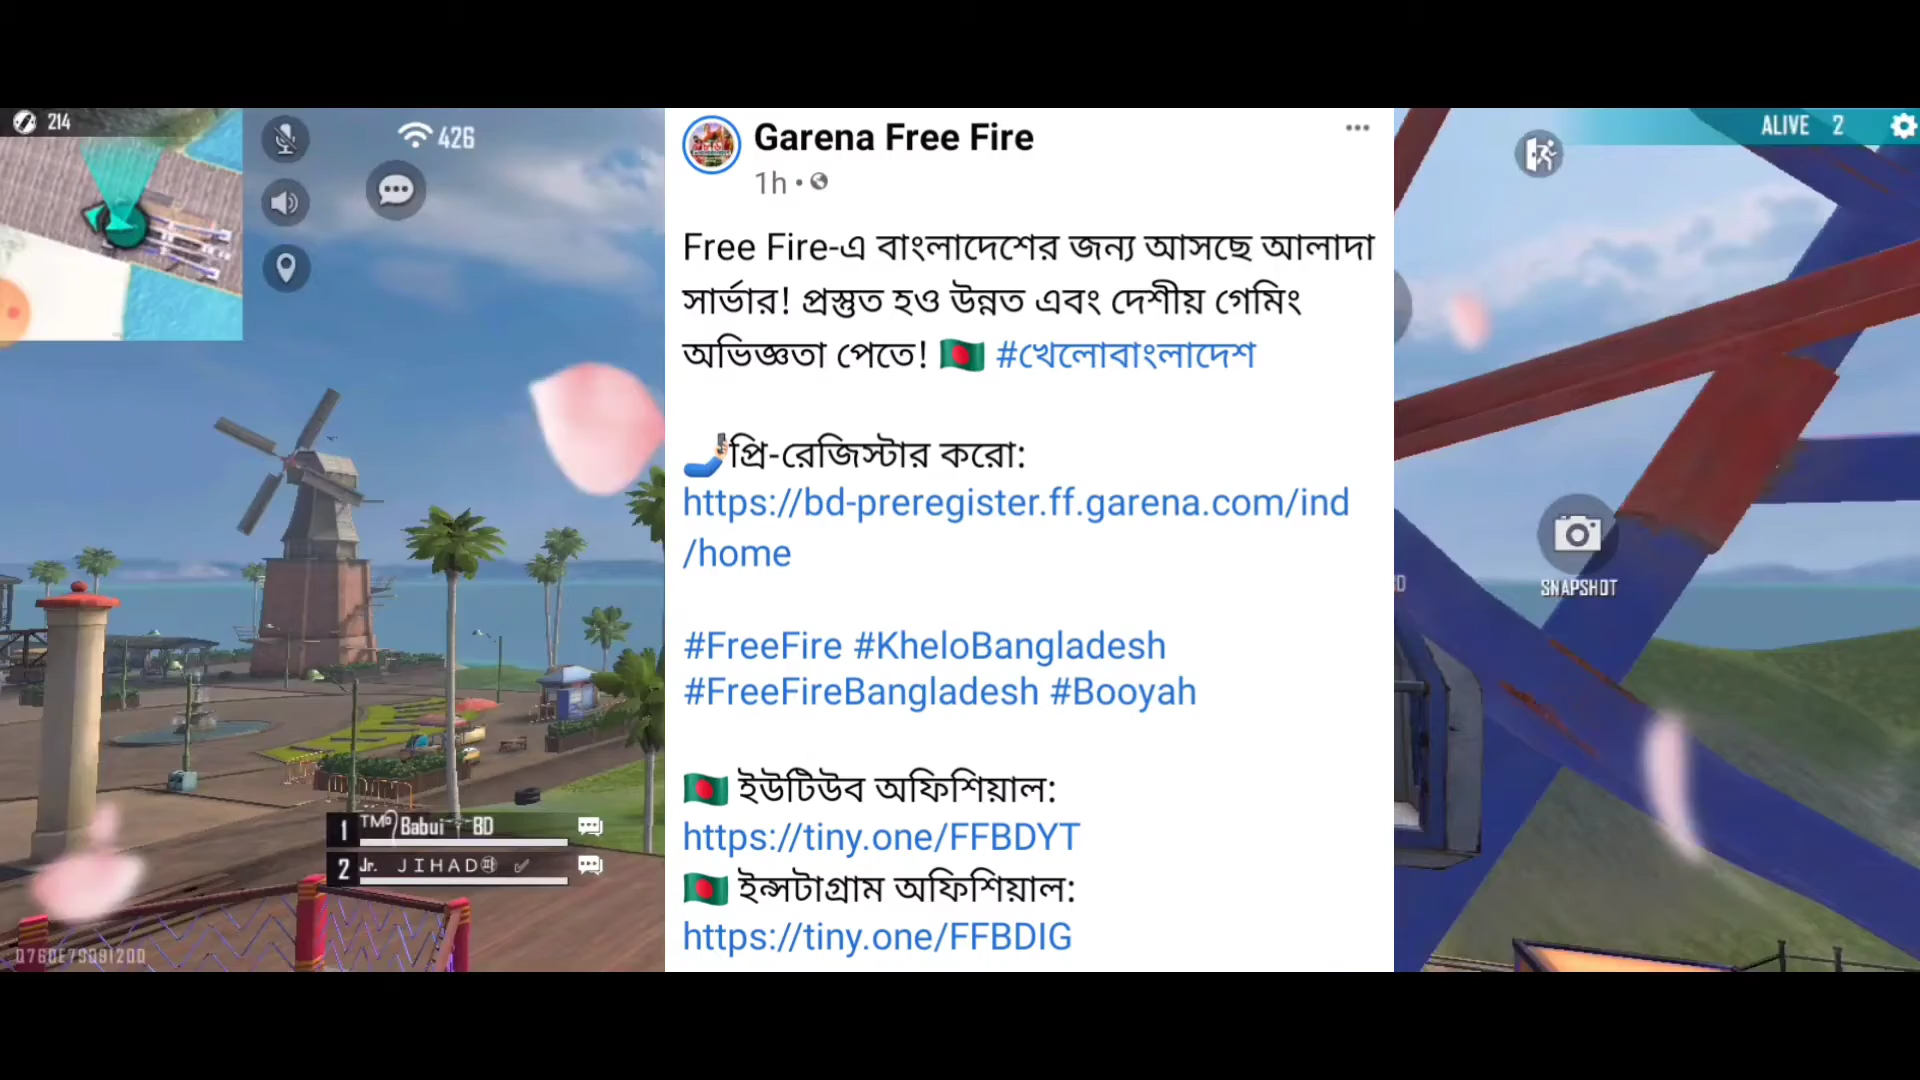 214
426
ALIVE 2
Garena Free Fire
1h
Free Fire-এ বাংলাদেশের জন্য আসছে আলাদা
সার্ভার! প্রস্তুত হও উন্নত এবং দেশীয় গেমিং
অভিজ্ঞতা পেতে! 🇧🇩 #খেলোবাংলাদেশ
🤳প্রি-রেজিস্টার করো:
https://bd-preregister.ff.garena.com/ind
/home
#FreeFire #KheloBangladesh
#FreeFireBangladesh #Booyah
🇧🇩 ইউটিউব অফিশিয়াল:
https://tiny.one/FFBDYT
🇧🇩 ইন্সটাগ্রাম অফিশিয়াল:
https://tiny.one/FFBDIG
SNAPSHOT
1 Babui BD
2 Jr. JIHAD